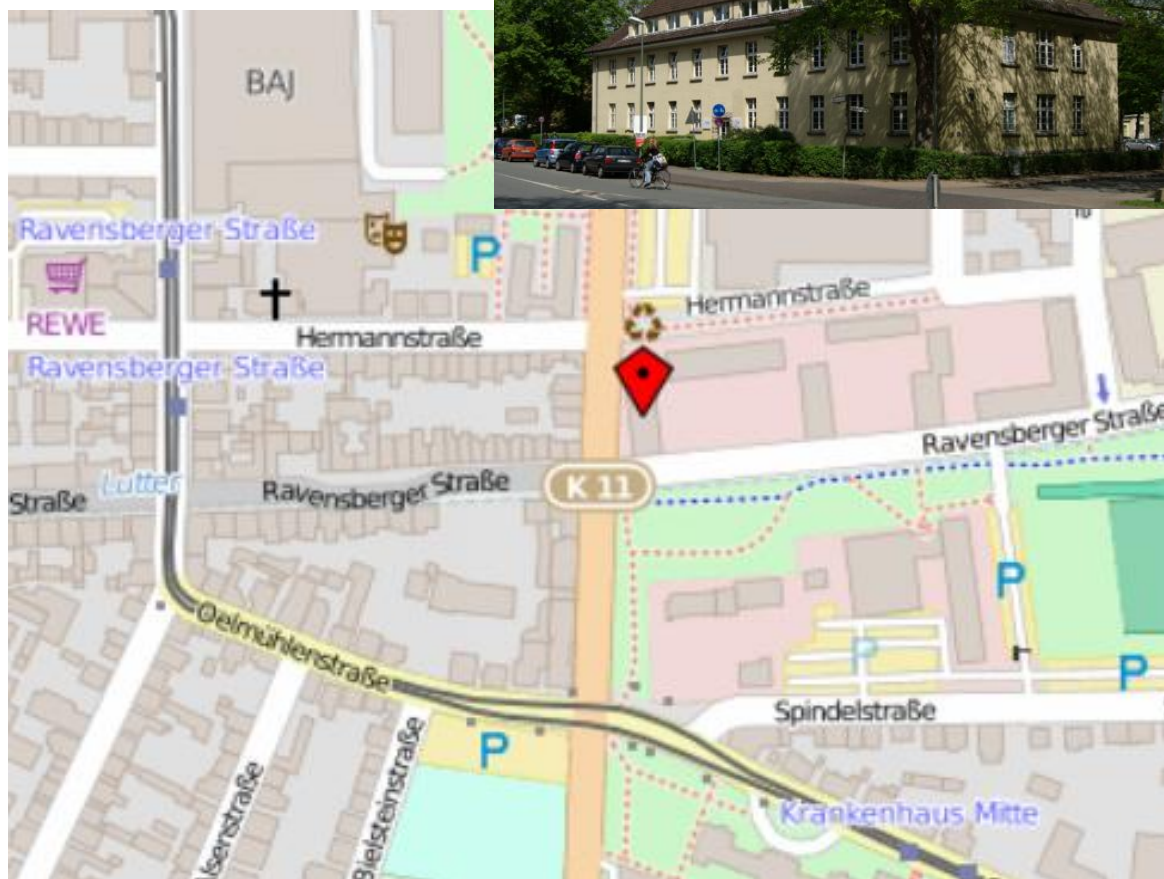 BAJ
Ravensberger Straße
P
REWE
Hermannstraße
Hermannstraße
Ravensberger Straße
Ravensberger Straße
Lutter
Straße
Ravensberger Straße
K 11
P
Oelmühlenstraße
P
P
Spindelstraße
P
Bielsteinstraße
lsenstraße
Krankenhaus Mitte